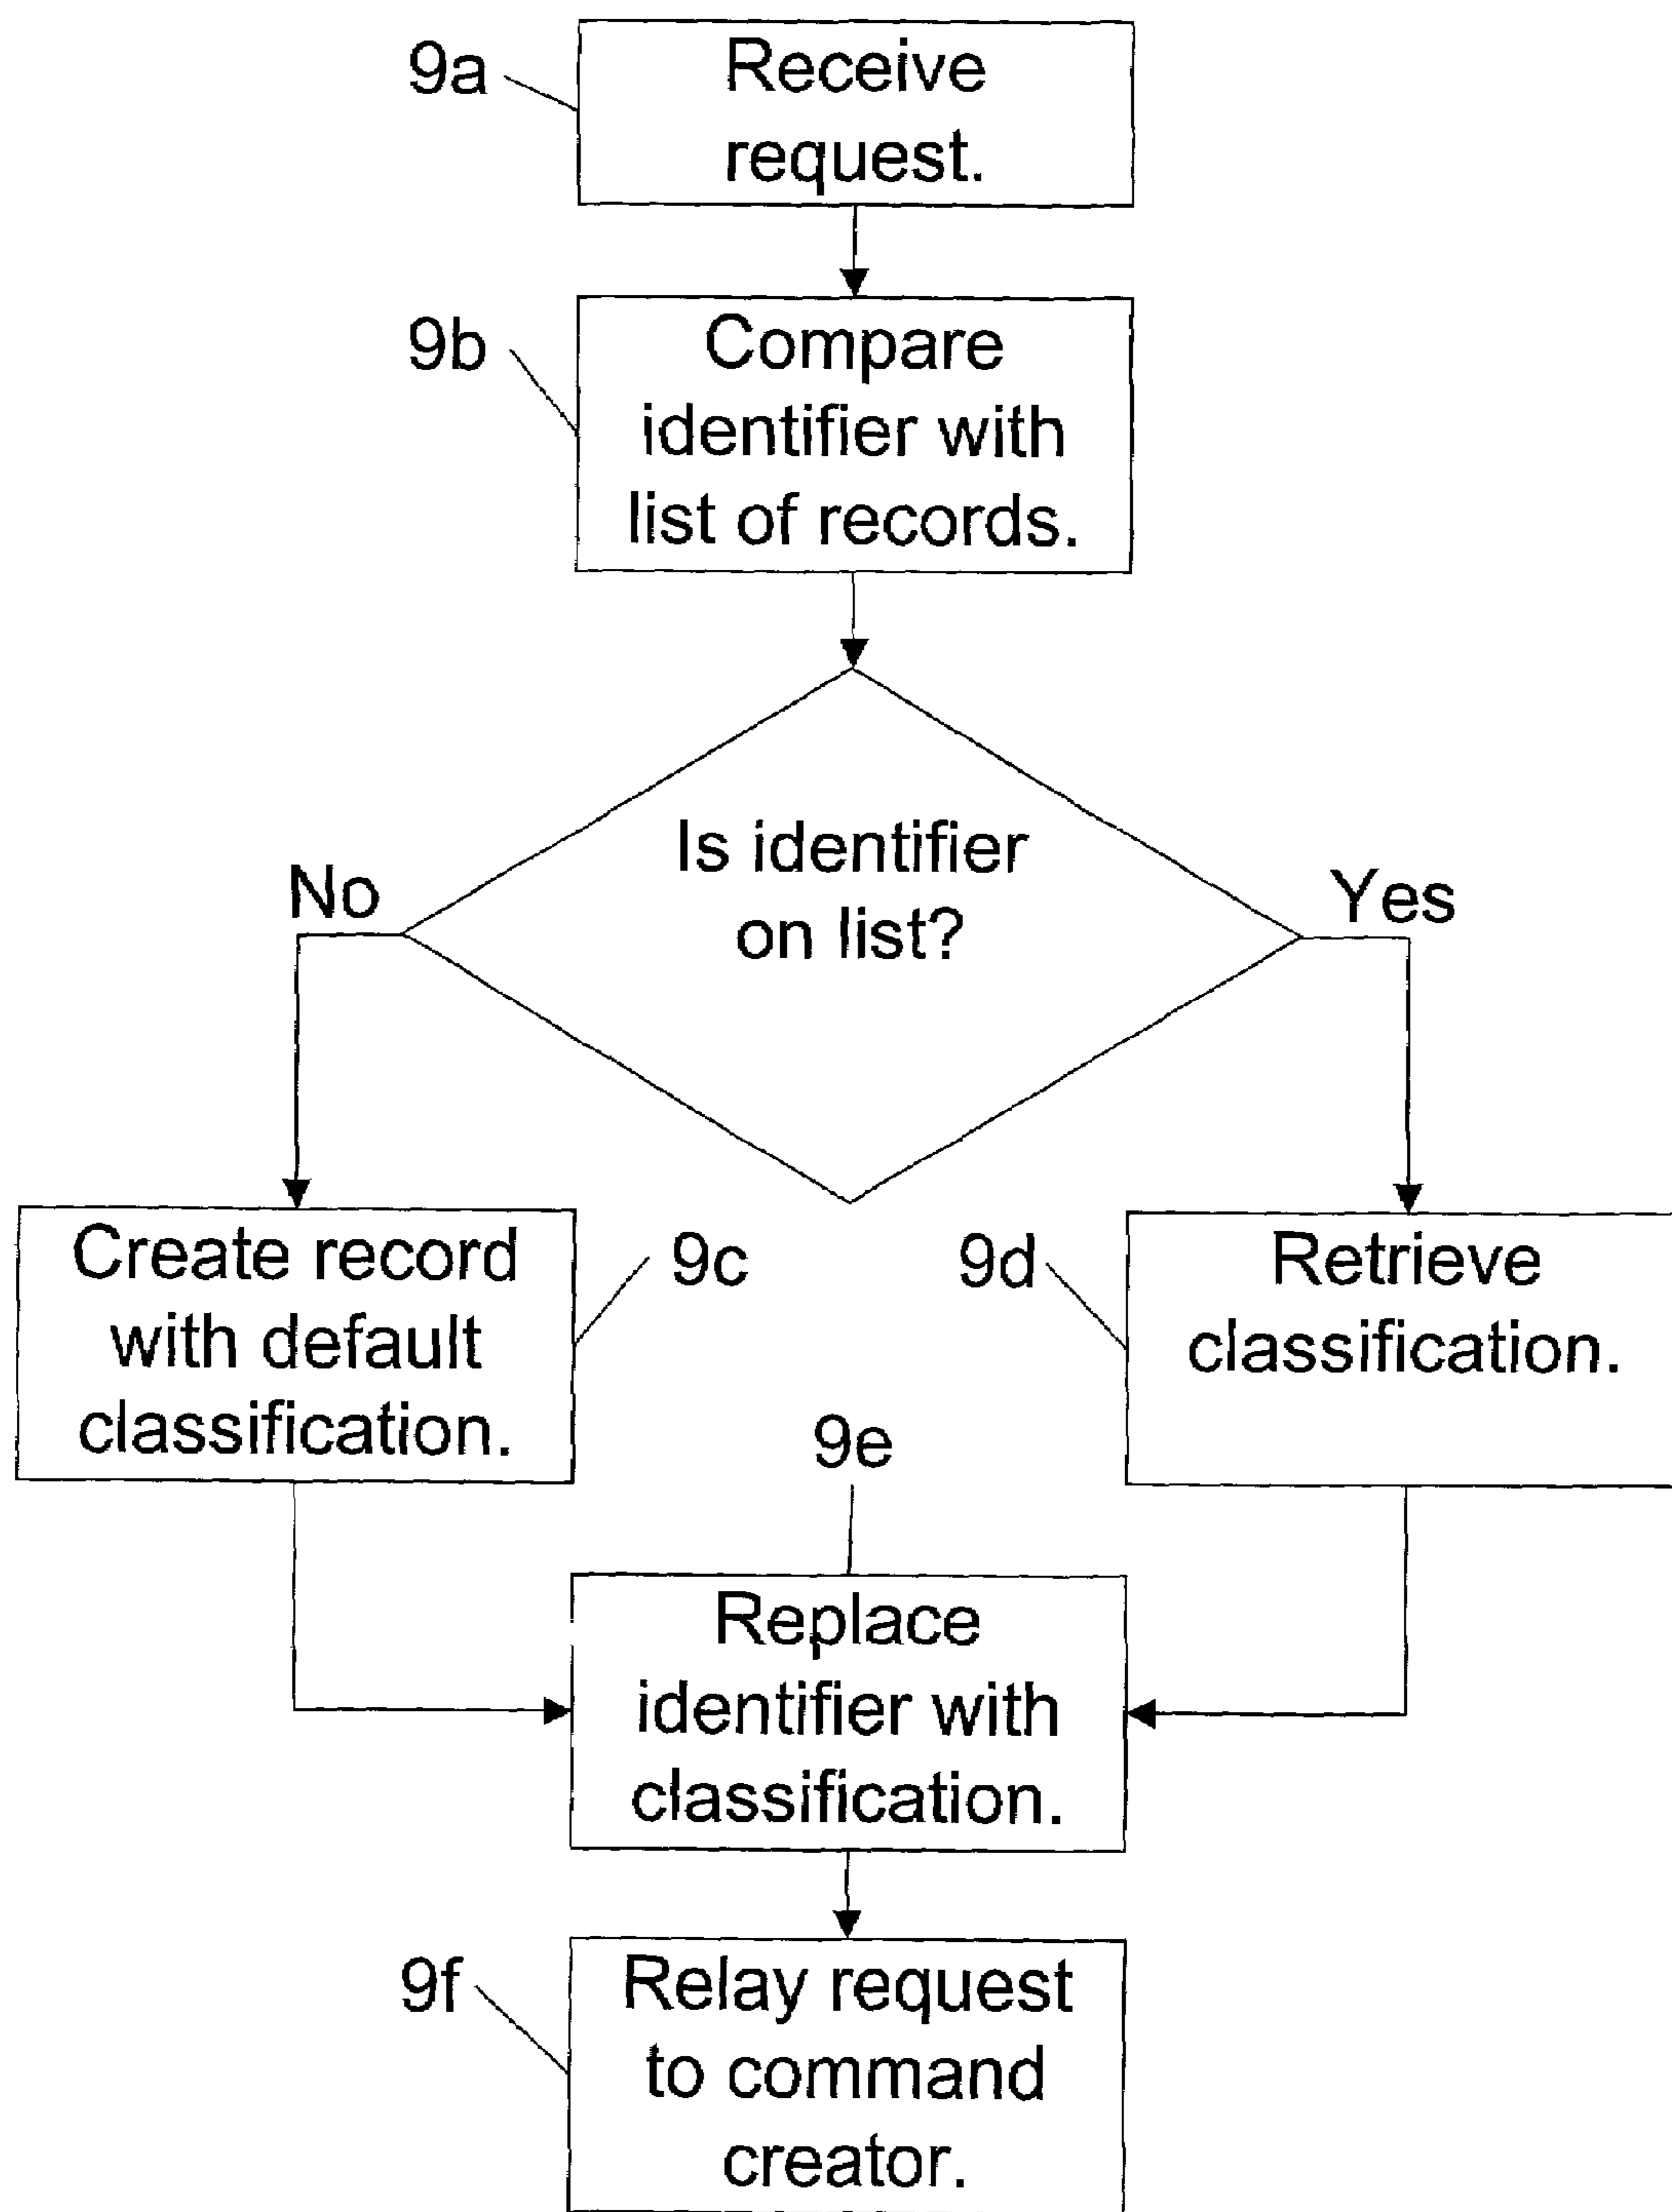 9a
Receive
request.
9b
Compare
identifier with
list of records.
Is identifier
on list?
No
Yes
Create record
with default
classification.
9c
9d
Retrieve
classification.
9e
Replace
identifier with
classification.
9f
Relay request
to command
creator.